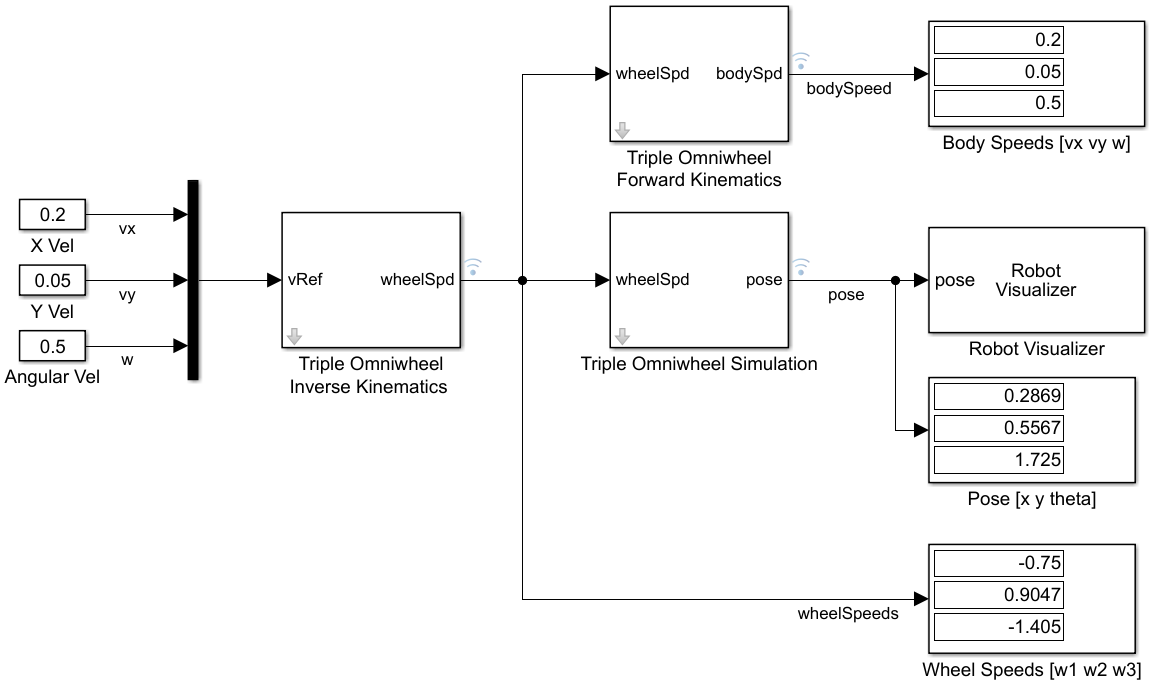 0.2
X Vel
vx
0.05
Y Vel
vy
0.5
Angular Vel
w
vRef
wheelSpd
Triple Omniwheel
Inverse Kinematics
wheelSpd
bodySpd
Triple Omniwheel
Forward Kinematics
bodySpeed
0.2
0.05
0.5
Body Speeds [vx vy w]
wheelSpd
pose
Triple Omniwheel Simulation
pose
pose
Robot
Visualizer
Robot Visualizer
0.2869
0.5567
1.725
Pose [x y theta]
wheelSpeeds
-0.75
0.9047
-1.405
Wheel Speeds [w1 w2 w3]